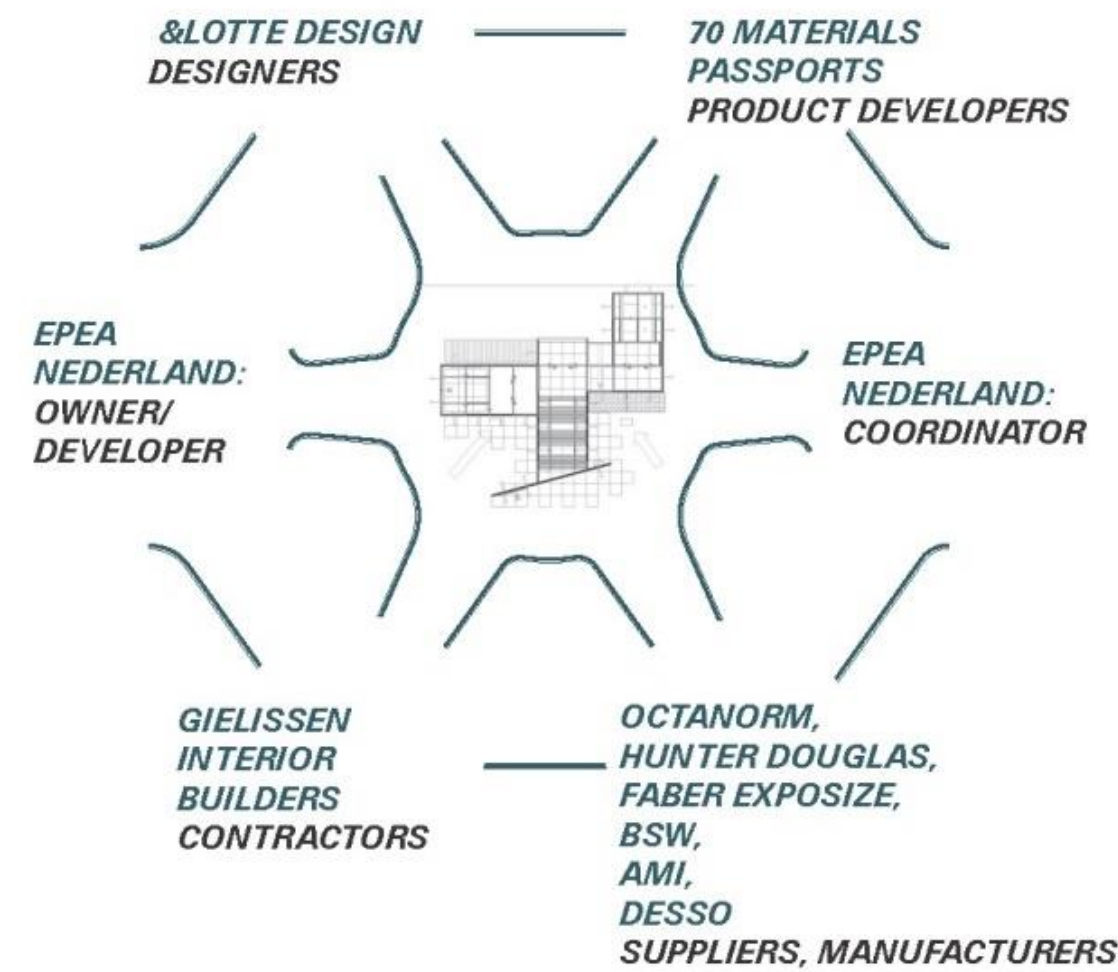 &LOTTE DESIGN
DESIGNERS
70 MATERIALS
PASSPORTS
PRODUCT DEVELOPERS
EPEA
NEDERLAND:
OWNER/
DEVELOPER
EPEA
NEDERLAND:
COORDINATOR
GIELISSEN
INTERIOR
BUILDERS
CONTRACTORS
OCTANORM,
HUNTER DOUGLAS,
FABER EXPOSIZE,
BSW,
AMI,
DESSO
SUPPLIERS, MANUFACTURERS